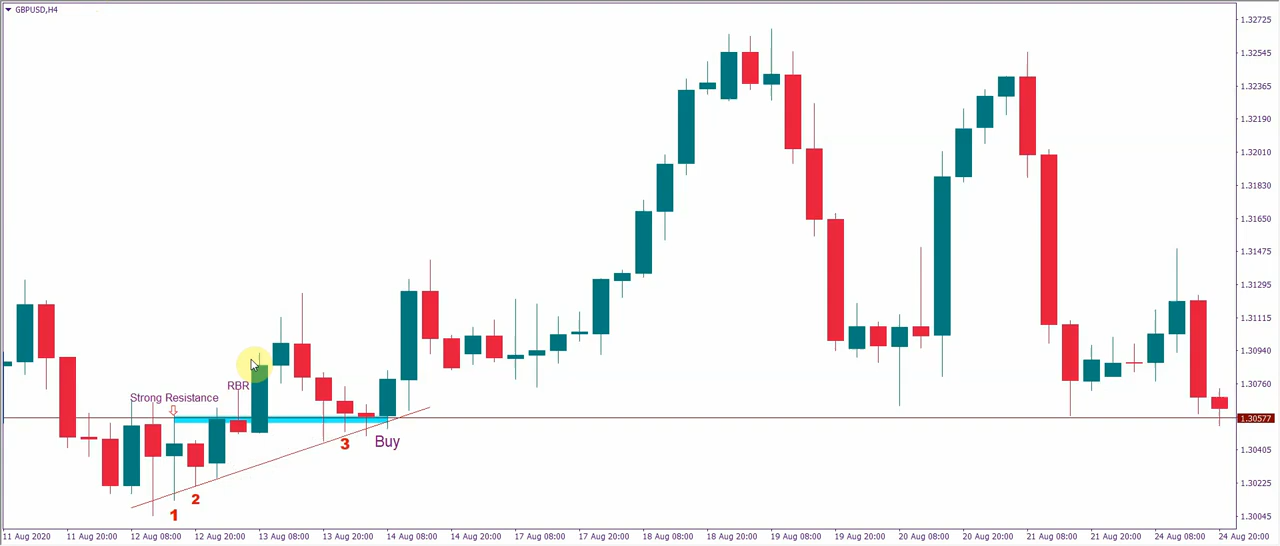 GBPUSD,H4
1.32725
1.32545
1.32365
1.32190
1.32010
1.31830
1.31650
1.31475
1.31295
1.31115
1.30940
1.30760
1.30577
1.30405
1.30225
1.30045
RBR
Strong Resistance
3
Buy
2
1
11 Aug 2020
11 Aug 20:00
12 Aug 08:00
12 Aug 20:00
13 Aug 08:00
13 Aug 20:00
14 Aug 08:00
14 Aug 20:00
17 Aug 08:00
17 Aug 20:00
18 Aug 08:00
18 Aug 20:00
19 Aug 08:00
19 Aug 20:00
20 Aug 08:00
20 Aug 20:00
21 Aug 08:00
21 Aug 20:00
24 Aug 08:00
24 Aug 20:00